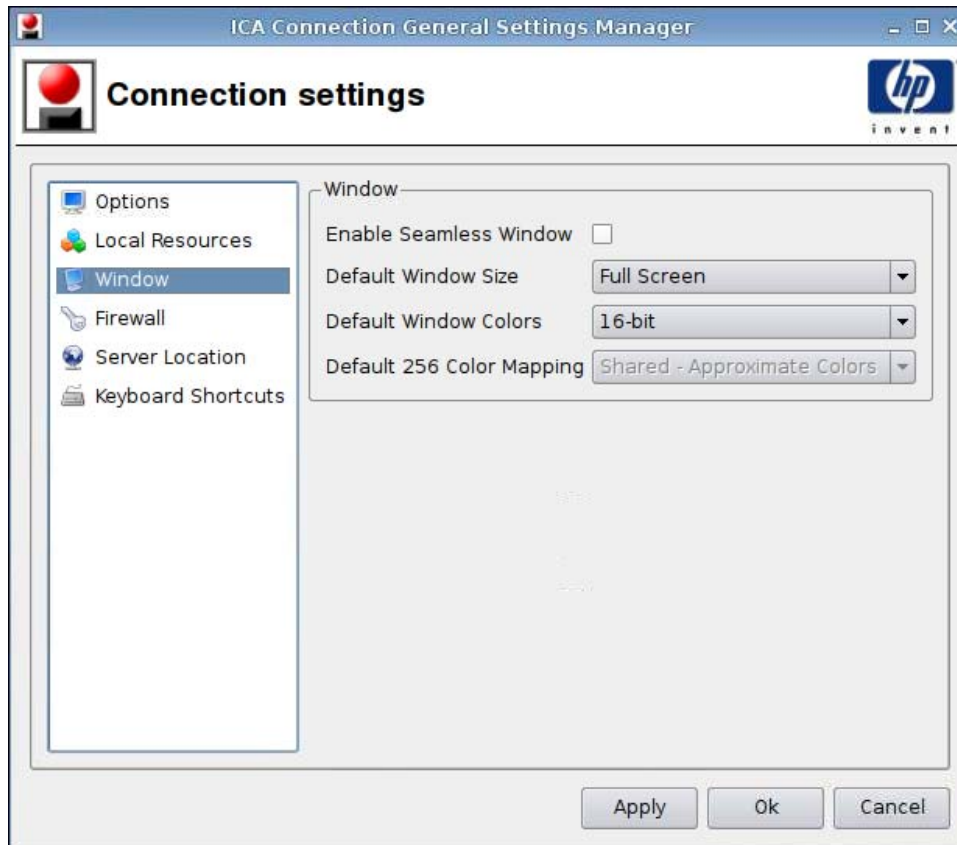 ICA Connection General Settings Manager
Connection settings
hp
invent
Options
Local Resources
Window
Firewall
Server Location
Keyboard Shortcuts
Window
Enable Seamless Window
Default Window Size
Full Screen
Default Window Colors
16-bit
Default 256 Color Mapping
Shared - Approximate Colors
Apply
Ok
Cancel